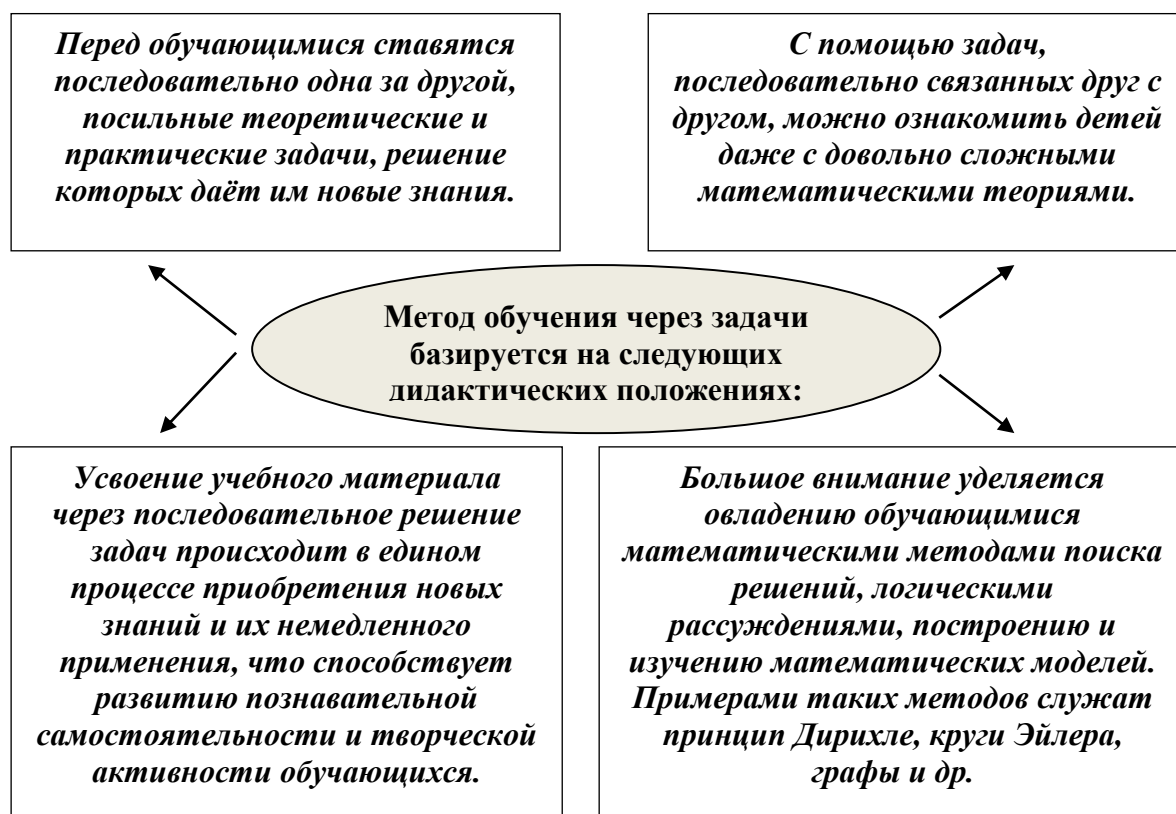 Перед обучающимися ставятся
последовательно одна за другой,
посильные теоретические и
практические задачи, решение
которых даёт им новые знания.
С помощью задач,
последовательно связанных друг с
другом, можно ознакомить детей
даже с довольно сложными
математическими теориями.
Метод обучения через задачи
базируется на следующих
дидактических положениях:
Усвоение учебного материала
через последовательное решение
задач происходит в едином
процессе приобретения новых
знаний и их немедленного
применения, что способствует
развитию познавательной
самостоятельности и творческой
активности обучающихся.
Большое внимание уделяется
овладению обучающимися
математическими методами поиска
решений, логическими
рассуждениями, построению и
изучению математических моделей.
Примерами таких методов служат
принцип Дирихле, круги Эйлера,
графы и др.